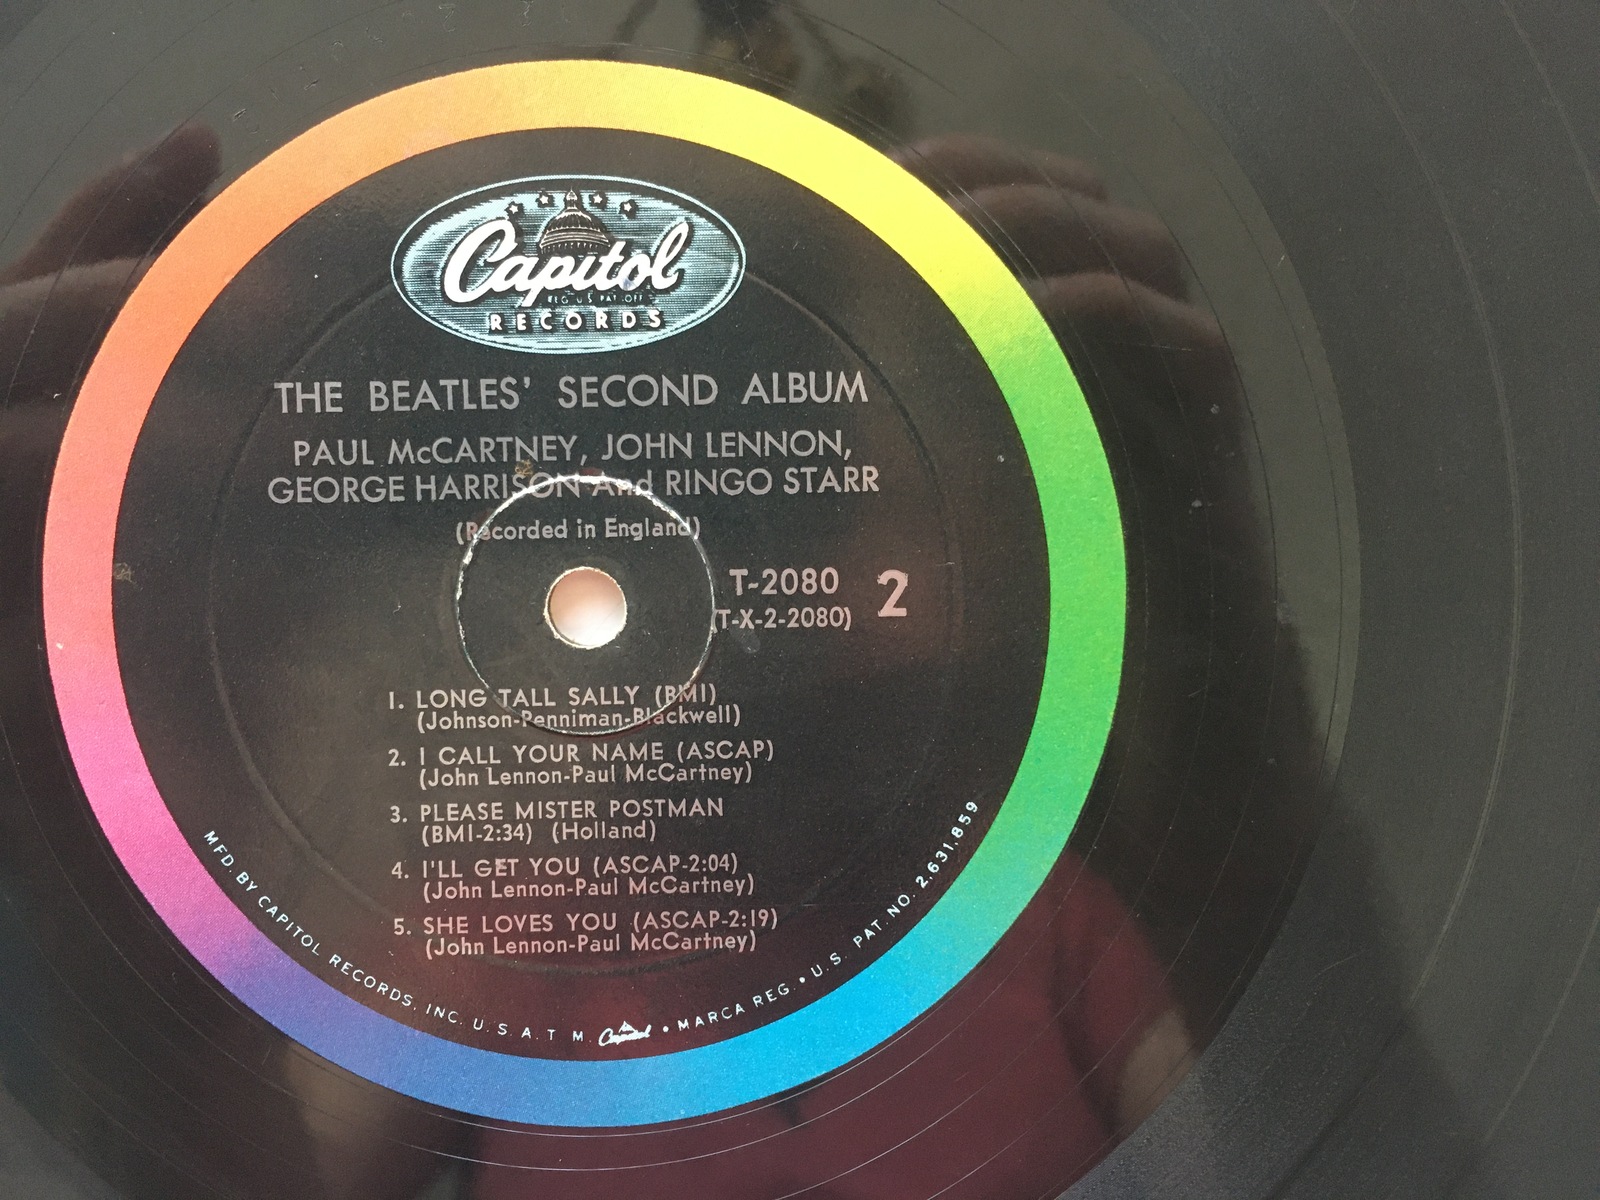 Capitol
REG. U.S. PAT. OFF.
RECORDS
THE BEATLES' SECOND ALBUM
PAUL McCARTNEY, JOHN LENNON,
GEORGE HARRISON And RINGO STARR
(Recorded in England)
T-2080
(T-X-2-2080)
2
1. LONG TALL SALLY (BMI)
(Johnson-Penniman-Blackwell)
2. I CALL YOUR NAME (ASCAP)
(John Lennon-Paul McCartney)
3. PLEASE MISTER POSTMAN
(BMI-2:34) (Holland)
4. I'LL GET YOU (ASCAP-2:04)
(John Lennon-Paul McCartney)
5. SHE LOVES YOU (ASCAP-2:19)
(John Lennon-Paul McCartney)
MFD. BY CAPITOL RECORDS, INC. U.S.A. T.M. Capitol • MARCA REG. • U.S. PAT. NO. 2,631,859